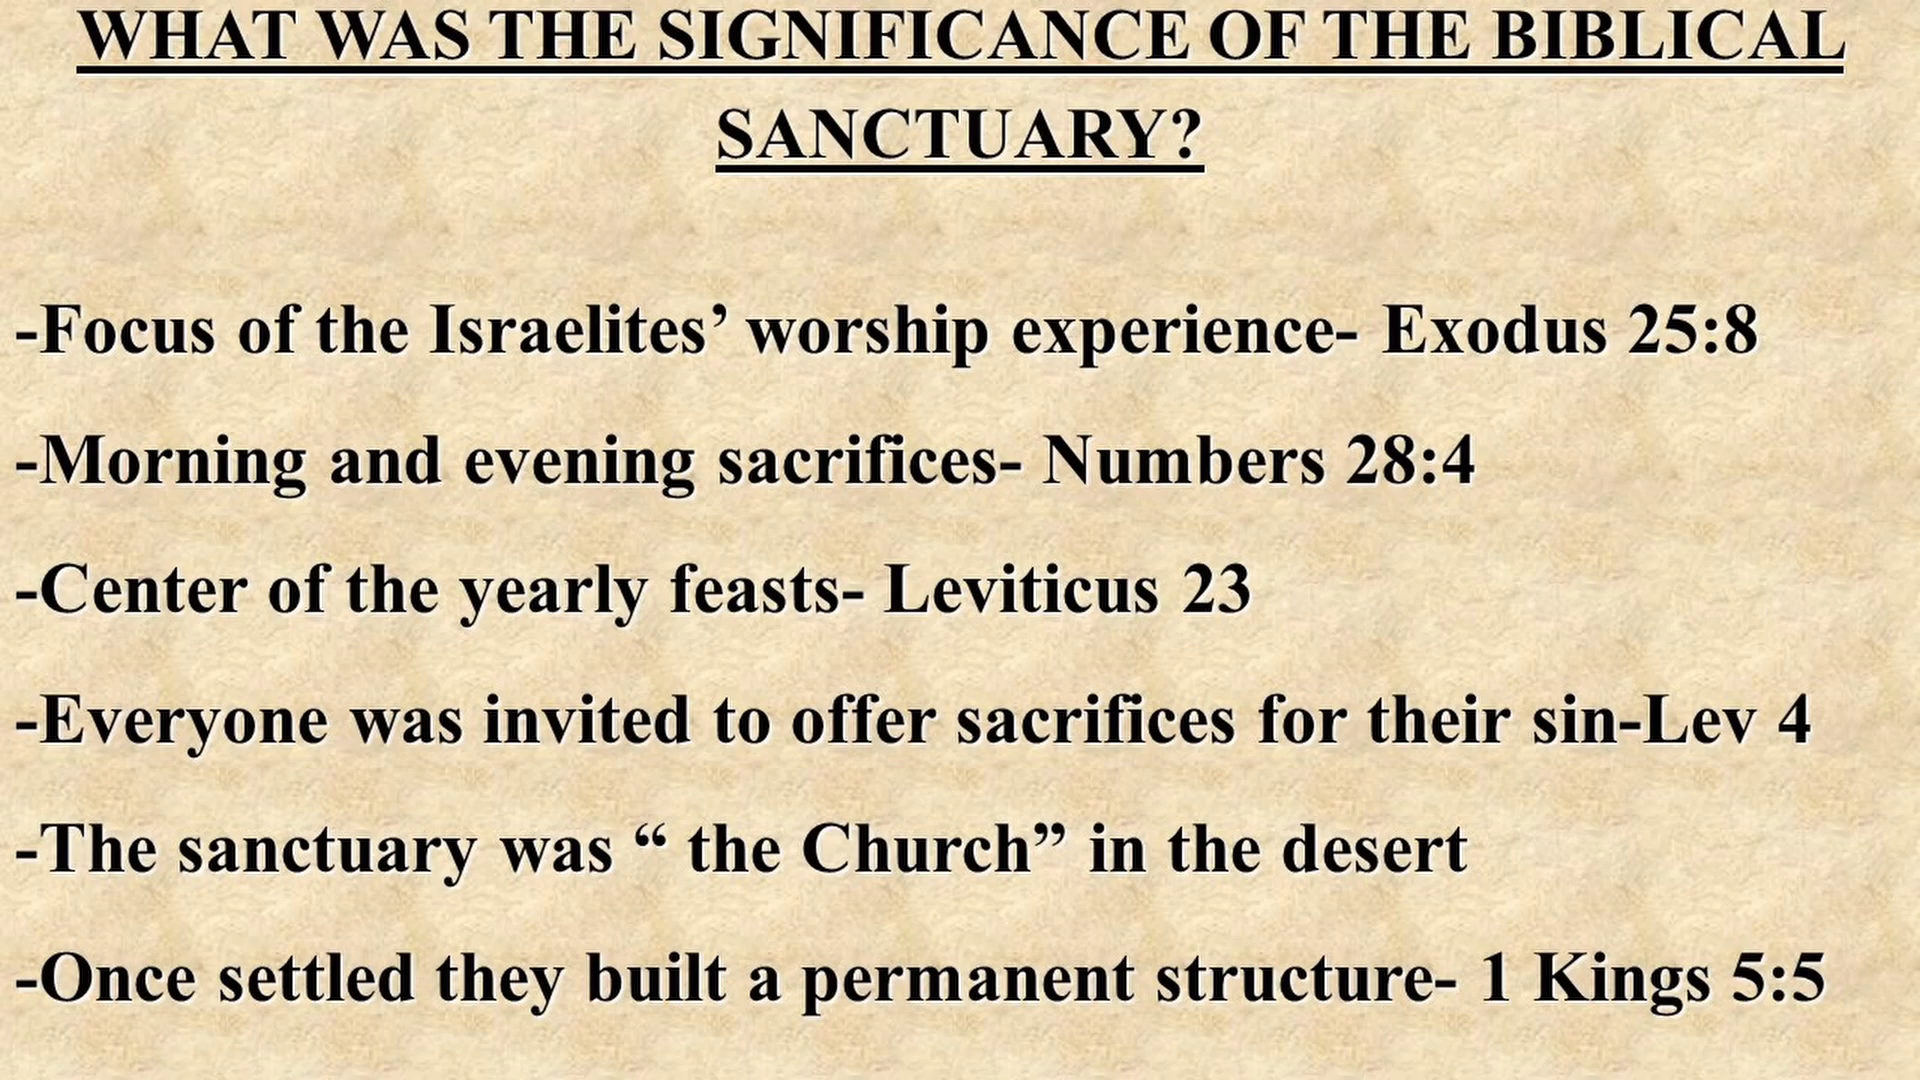 WHAT WAS THE SIGNIFICANCE OF THE BIBLICAL
SANCTUARY?
-Focus of the Israelites’ worship experience- Exodus 25:8
-Morning and evening sacrifices- Numbers 28:4
-Center of the yearly feasts- Leviticus 23
-Everyone was invited to offer sacrifices for their sin-Lev 4
-The sanctuary was “ the Church” in the desert
-Once settled they built a permanent structure- 1 Kings 5:5